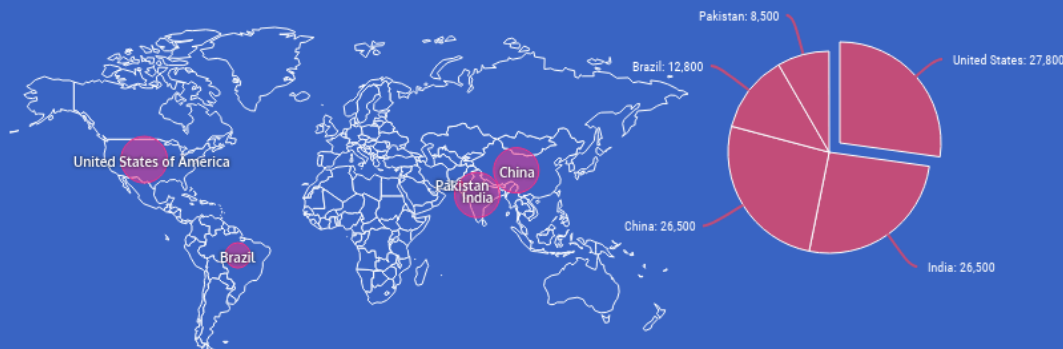 United States of America
China
Pakistan
India
Brazil
Pakistan: 8,500
United States: 27,800
Brazil: 12,800
China: 26,500
India: 26,500